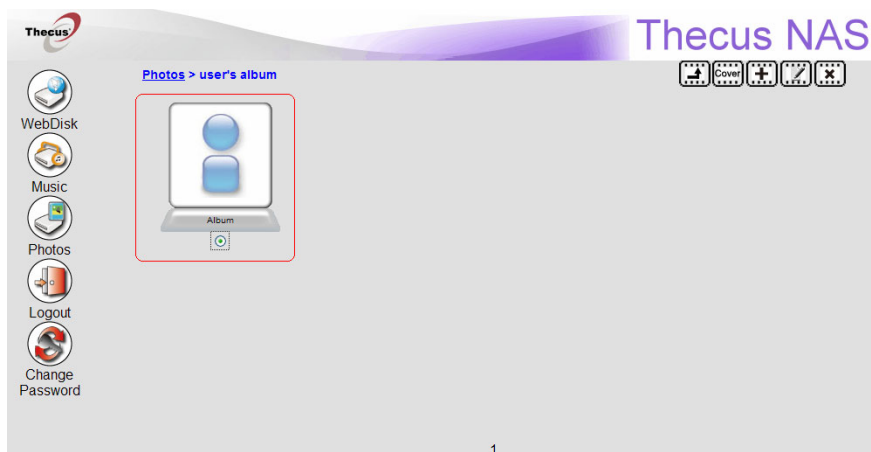 Thecus
Thecus NAS
Photos > user's album
Cover
WebDisk
Music
Photos
Logout
Change
Password
Album
1